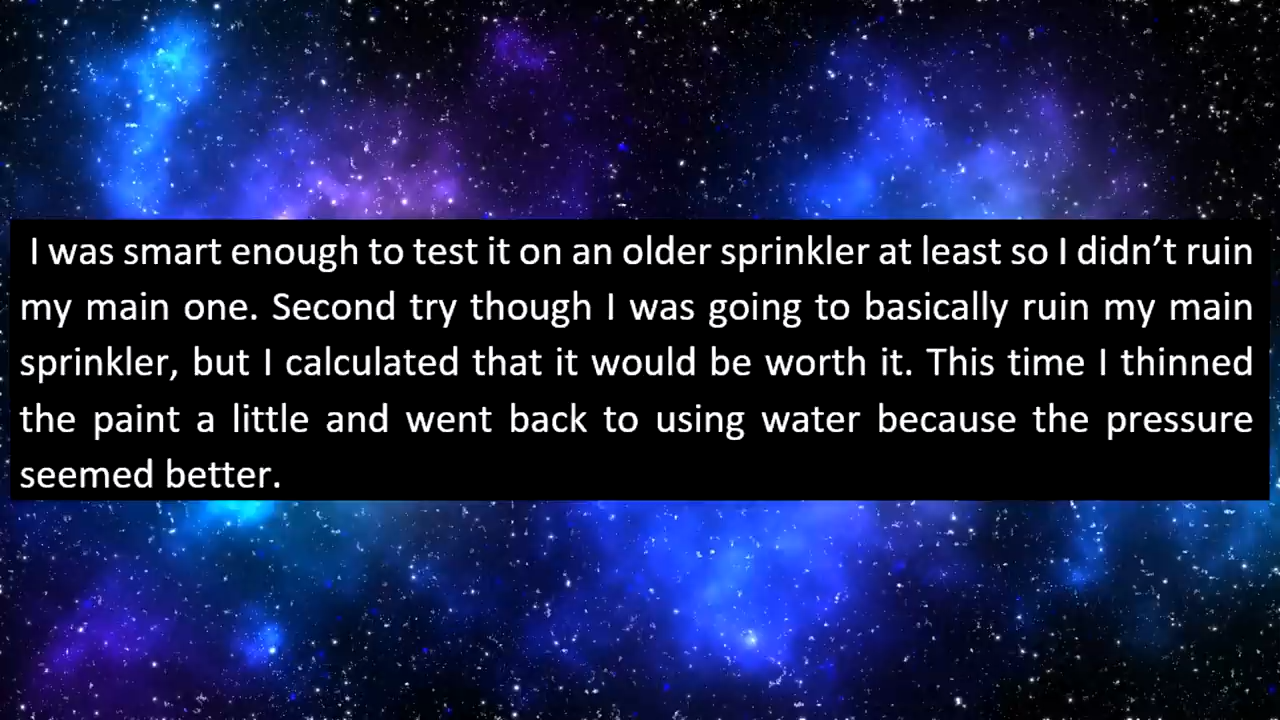 I was smart enough to test it on an older sprinkler at least so I didn’t ruin
my main one. Second try though I was going to basically ruin my main
sprinkler, but I calculated that it would be worth it. This time I thinned
the paint a little and went back to using water because the pressure
seemed better.